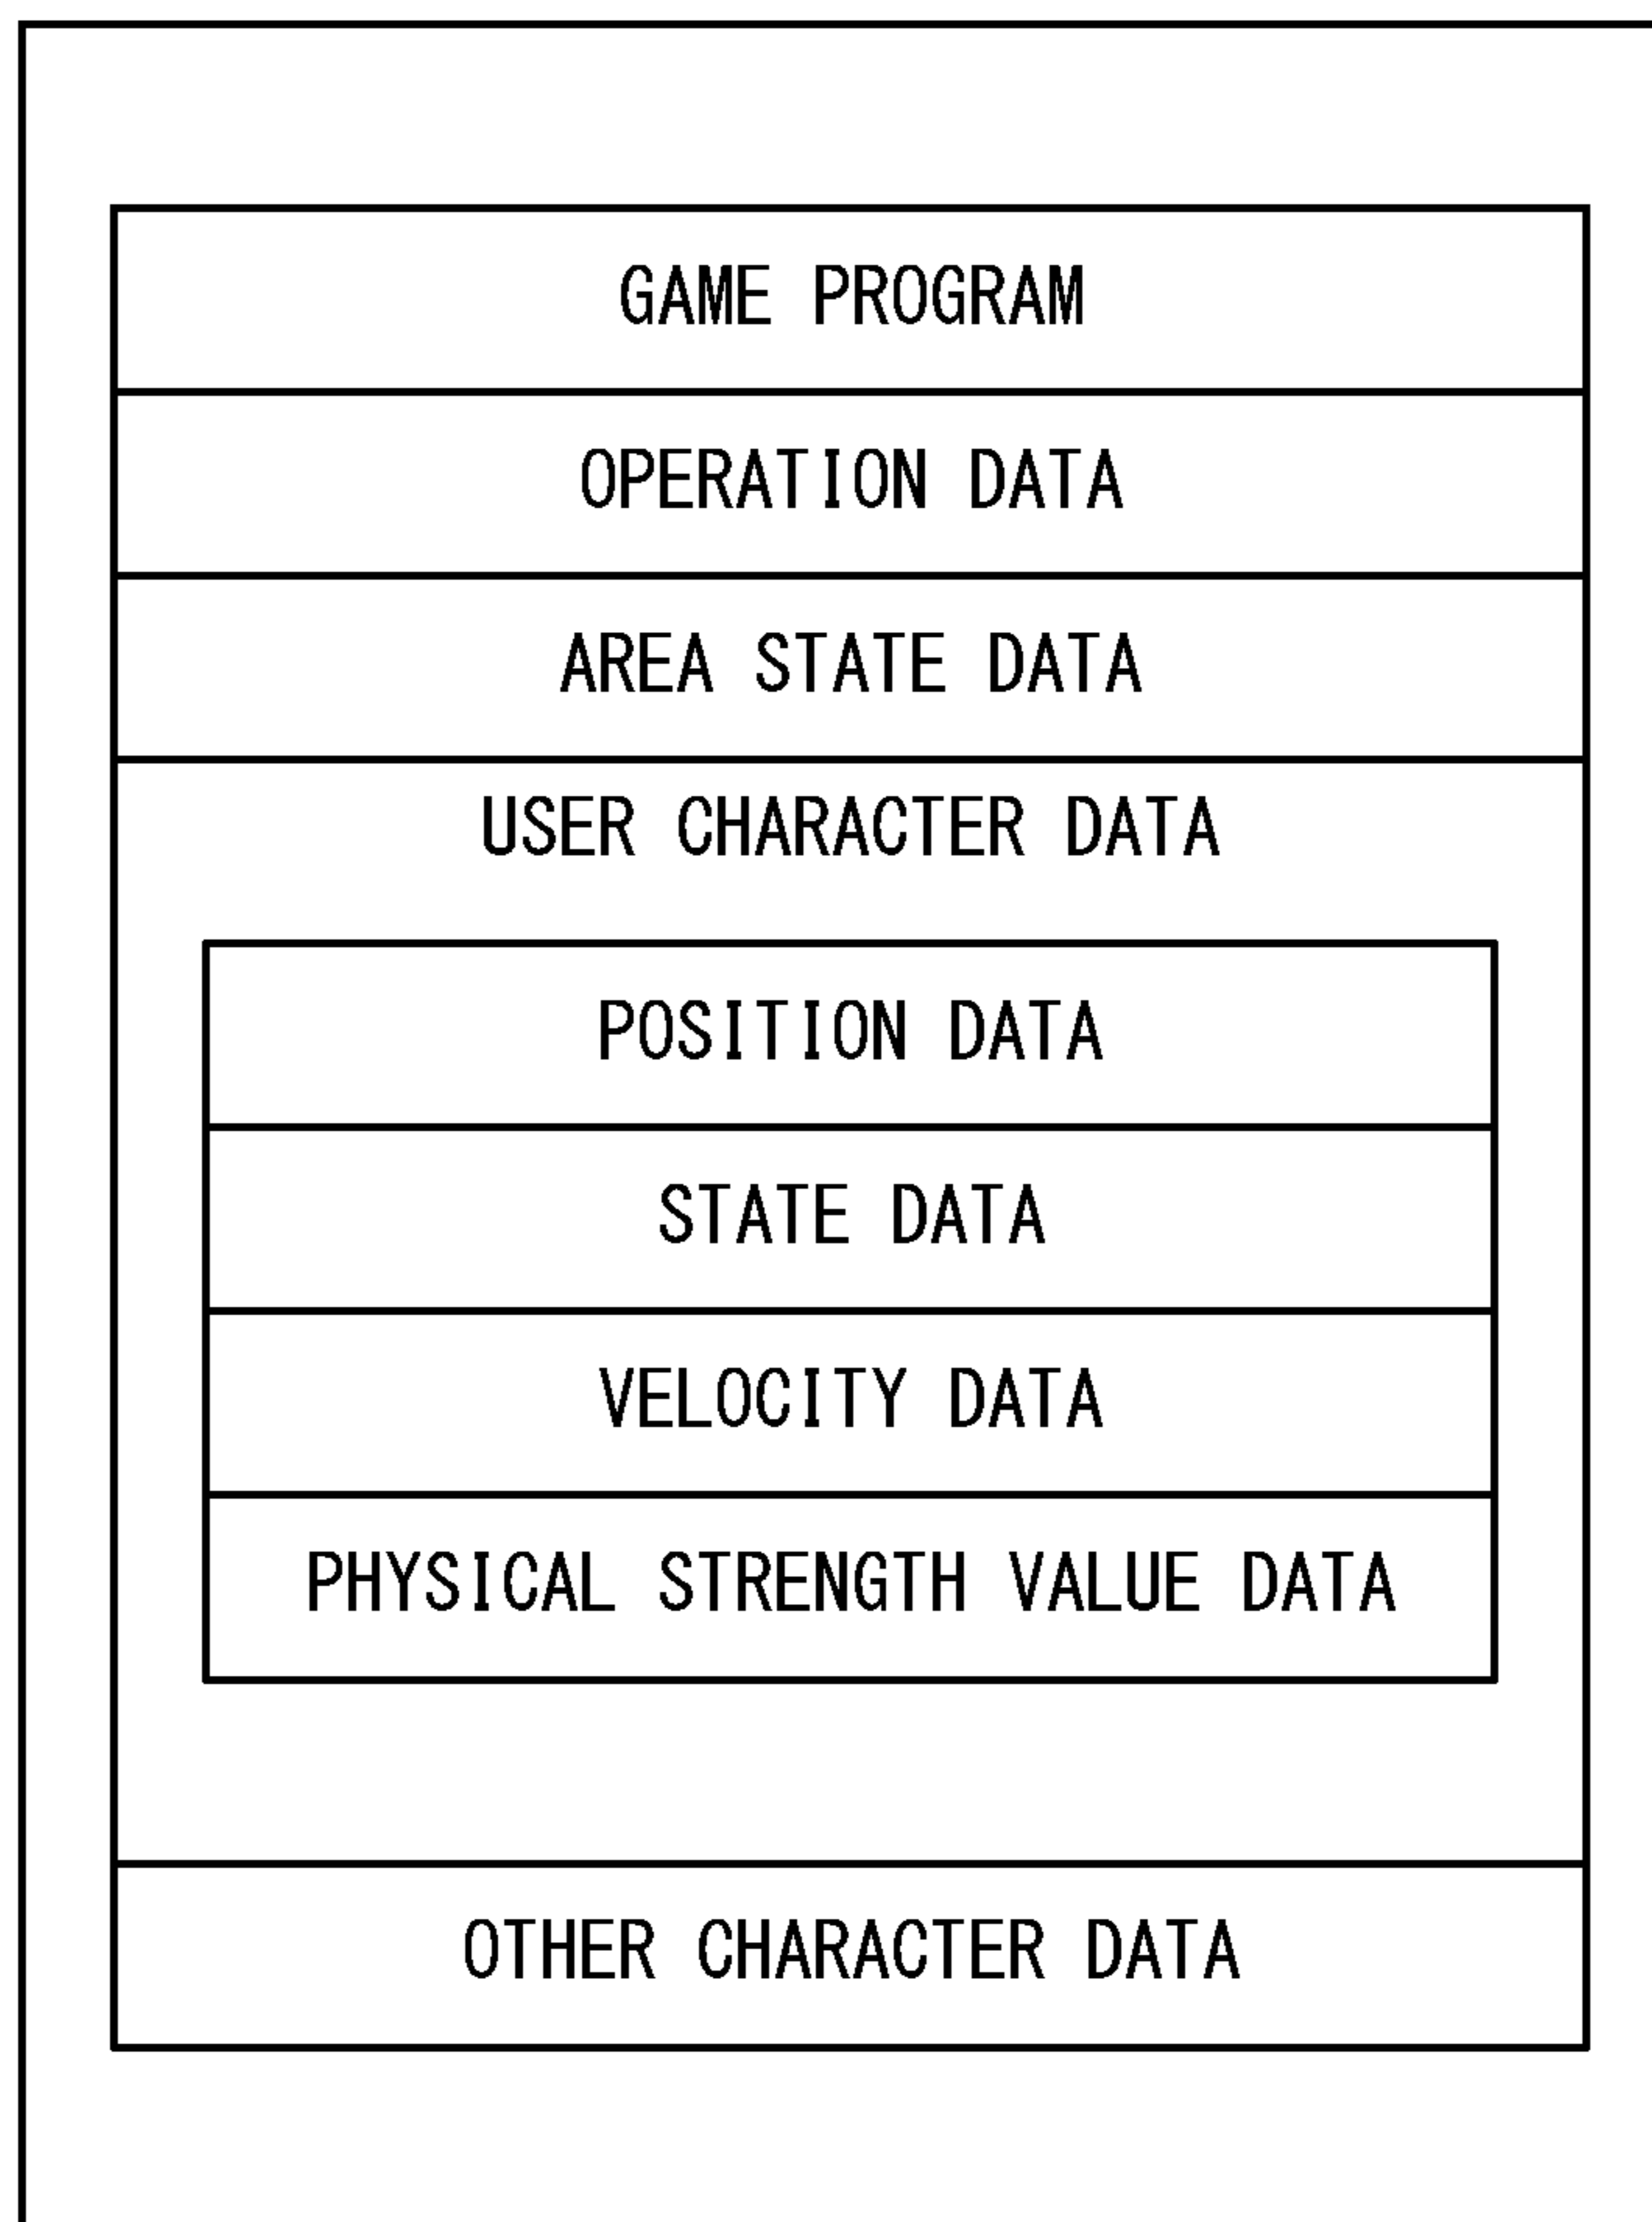 GAME PROGRAM
OPERATION DATA
AREA STATE DATA
USER CHARACTER DATA
POSITION DATA
STATE DATA
VELOCITY DATA
PHYSICAL STRENGTH VALUE DATA
OTHER CHARACTER DATA